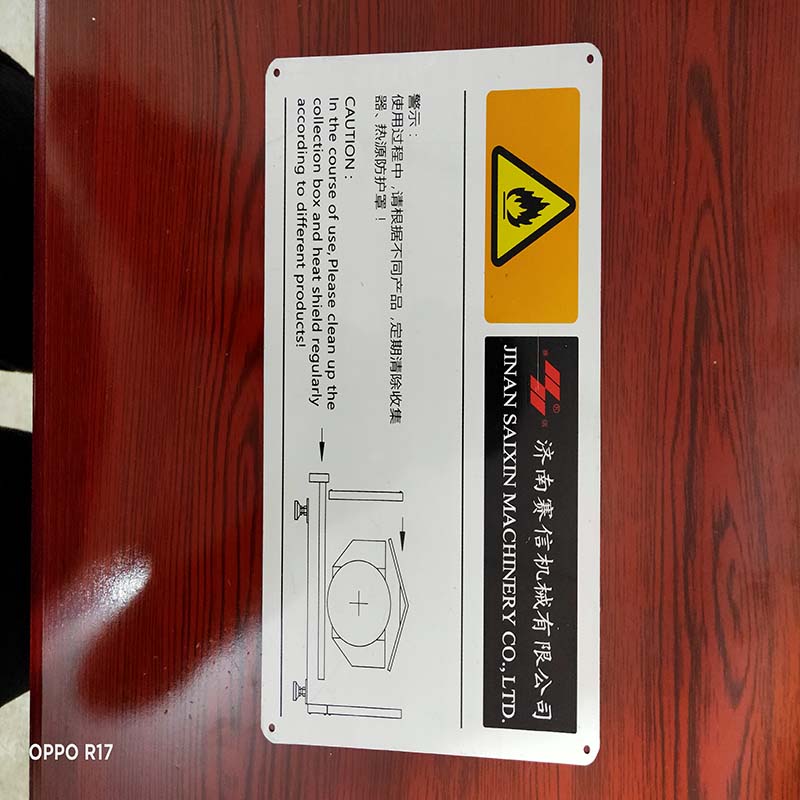 济南赛信机械有限公司
JINAN SAIXIN MACHINERY CO.,LTD.
警示：
使用过程中,请根据不同产品,定期清除收集
器、热源防护罩！
CAUTION：
In the course of use,Please clean up the
collection box and heat shield regularly
according to different products!
OPPO R17